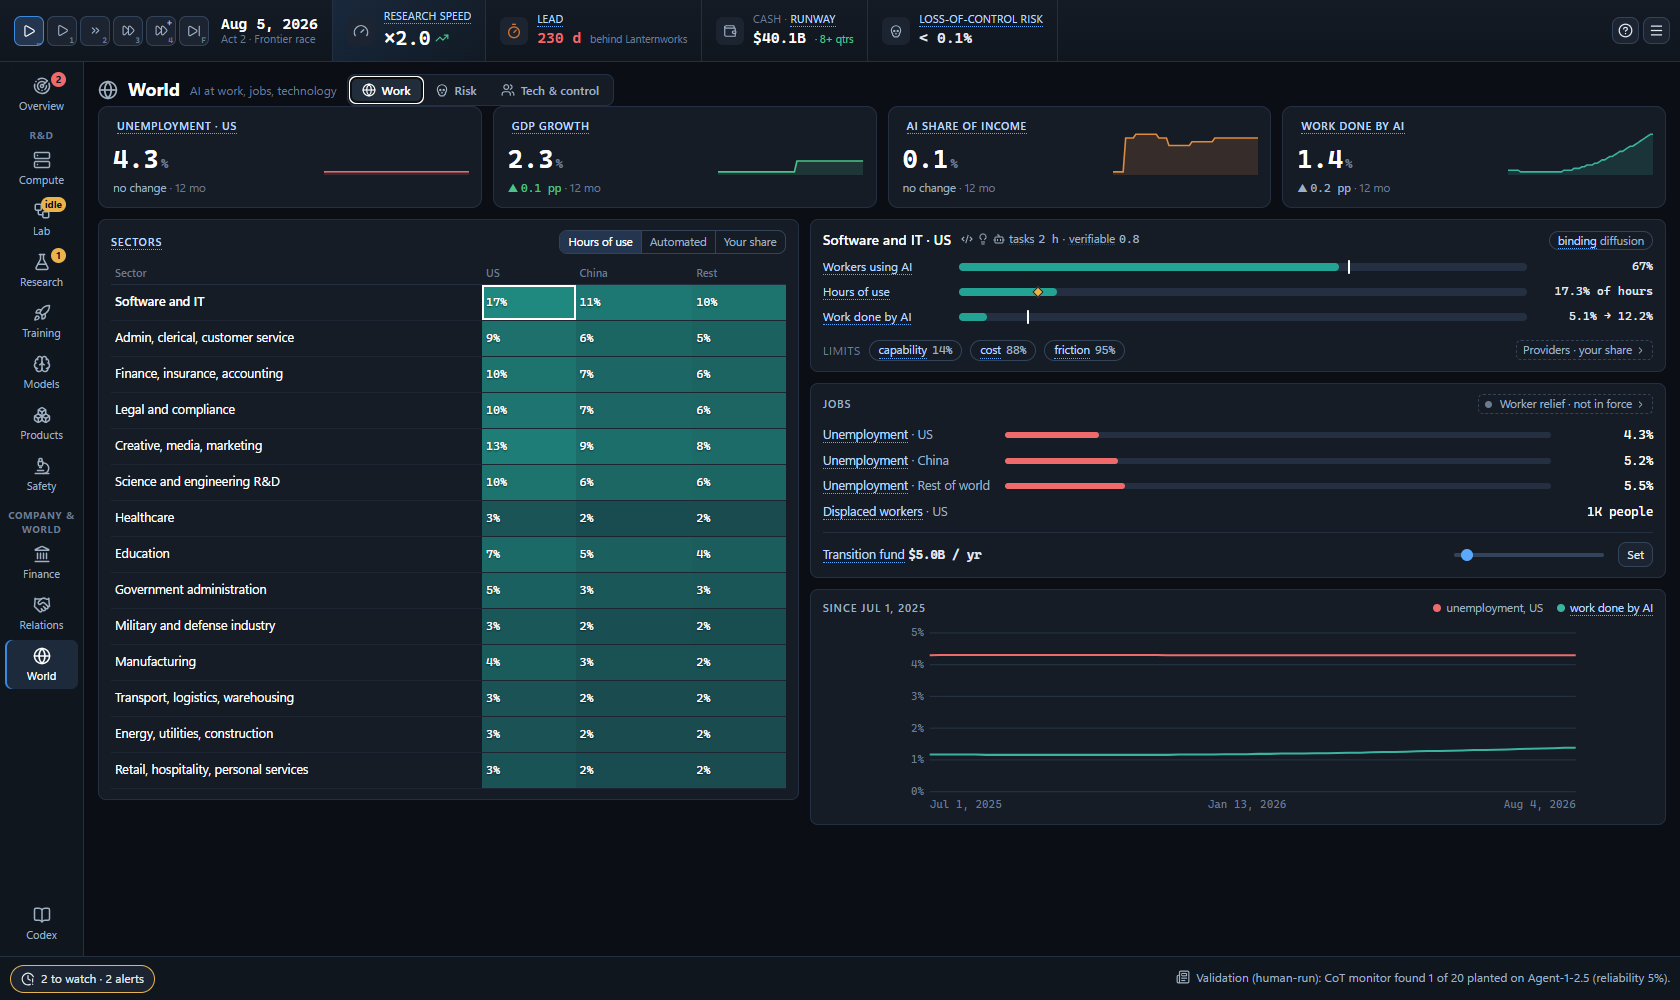 1
2
3
4
F
Aug 5, 2026
Act 2 · Frontier race
RESEARCH SPEED
×2.0
LEAD
230 d behind Lanternworks
CASH · RUNWAY
$40.1B · 8+ qtrs
LOSS-OF-CONTROL RISK
< 0.1%
2
Overview
R&D
Compute
idle
Lab
1
Research
Training
Models
Products
Safety
COMPANY &
WORLD
Finance
Relations
World
Codex
World AI at work, jobs, technology
Work Risk Tech & control
UNEMPLOYMENT · US
4.3%
no change · 12 mo
GDP GROWTH
2.3%
▲0.1 pp · 12 mo
AI SHARE OF INCOME
0.1%
no change · 12 mo
WORK DONE BY AI
1.4%
▲0.2 pp · 12 mo
SECTORS Hours of use Automated Your share
Sector US China Rest
Software and IT 17% 11% 10%
Admin, clerical, customer service 9% 6% 5%
Finance, insurance, accounting 10% 7% 6%
Legal and compliance 10% 7% 6%
Creative, media, marketing 13% 9% 8%
Science and engineering R&D 10% 6% 6%
Healthcare 3% 2% 2%
Education 7% 5% 4%
Government administration 5% 3% 3%
Military and defense industry 3% 2% 2%
Manufacturing 4% 3% 2%
Transport, logistics, warehousing 3% 2% 2%
Energy, utilities, construction 3% 2% 2%
Retail, hospitality, personal services 3% 2% 2%
Software and IT · US tasks 2 h · verifiable 0.8 binding diffusion
Workers using AI 67%
Hours of use 17.3% of hours
Work done by AI 5.1% → 12.2%
LIMITS capability 14% cost 88% friction 95% Providers · your share ›
JOBS Worker relief · not in force ›
Unemployment · US 4.3%
Unemployment · China 5.2%
Unemployment · Rest of world 5.5%
Displaced workers · US 1K people
Transition fund $5.0B / yr Set
SINCE JUL 1, 2025 unemployment, US work done by AI
5%
4%
3%
2%
1%
0%
Jul 1, 2025 Jan 13, 2026 Aug 4, 2026
2 to watch · 2 alerts
Validation (human-run): CoT monitor found 1 of 20 planted on Agent-1-2.5 (reliability 5%).